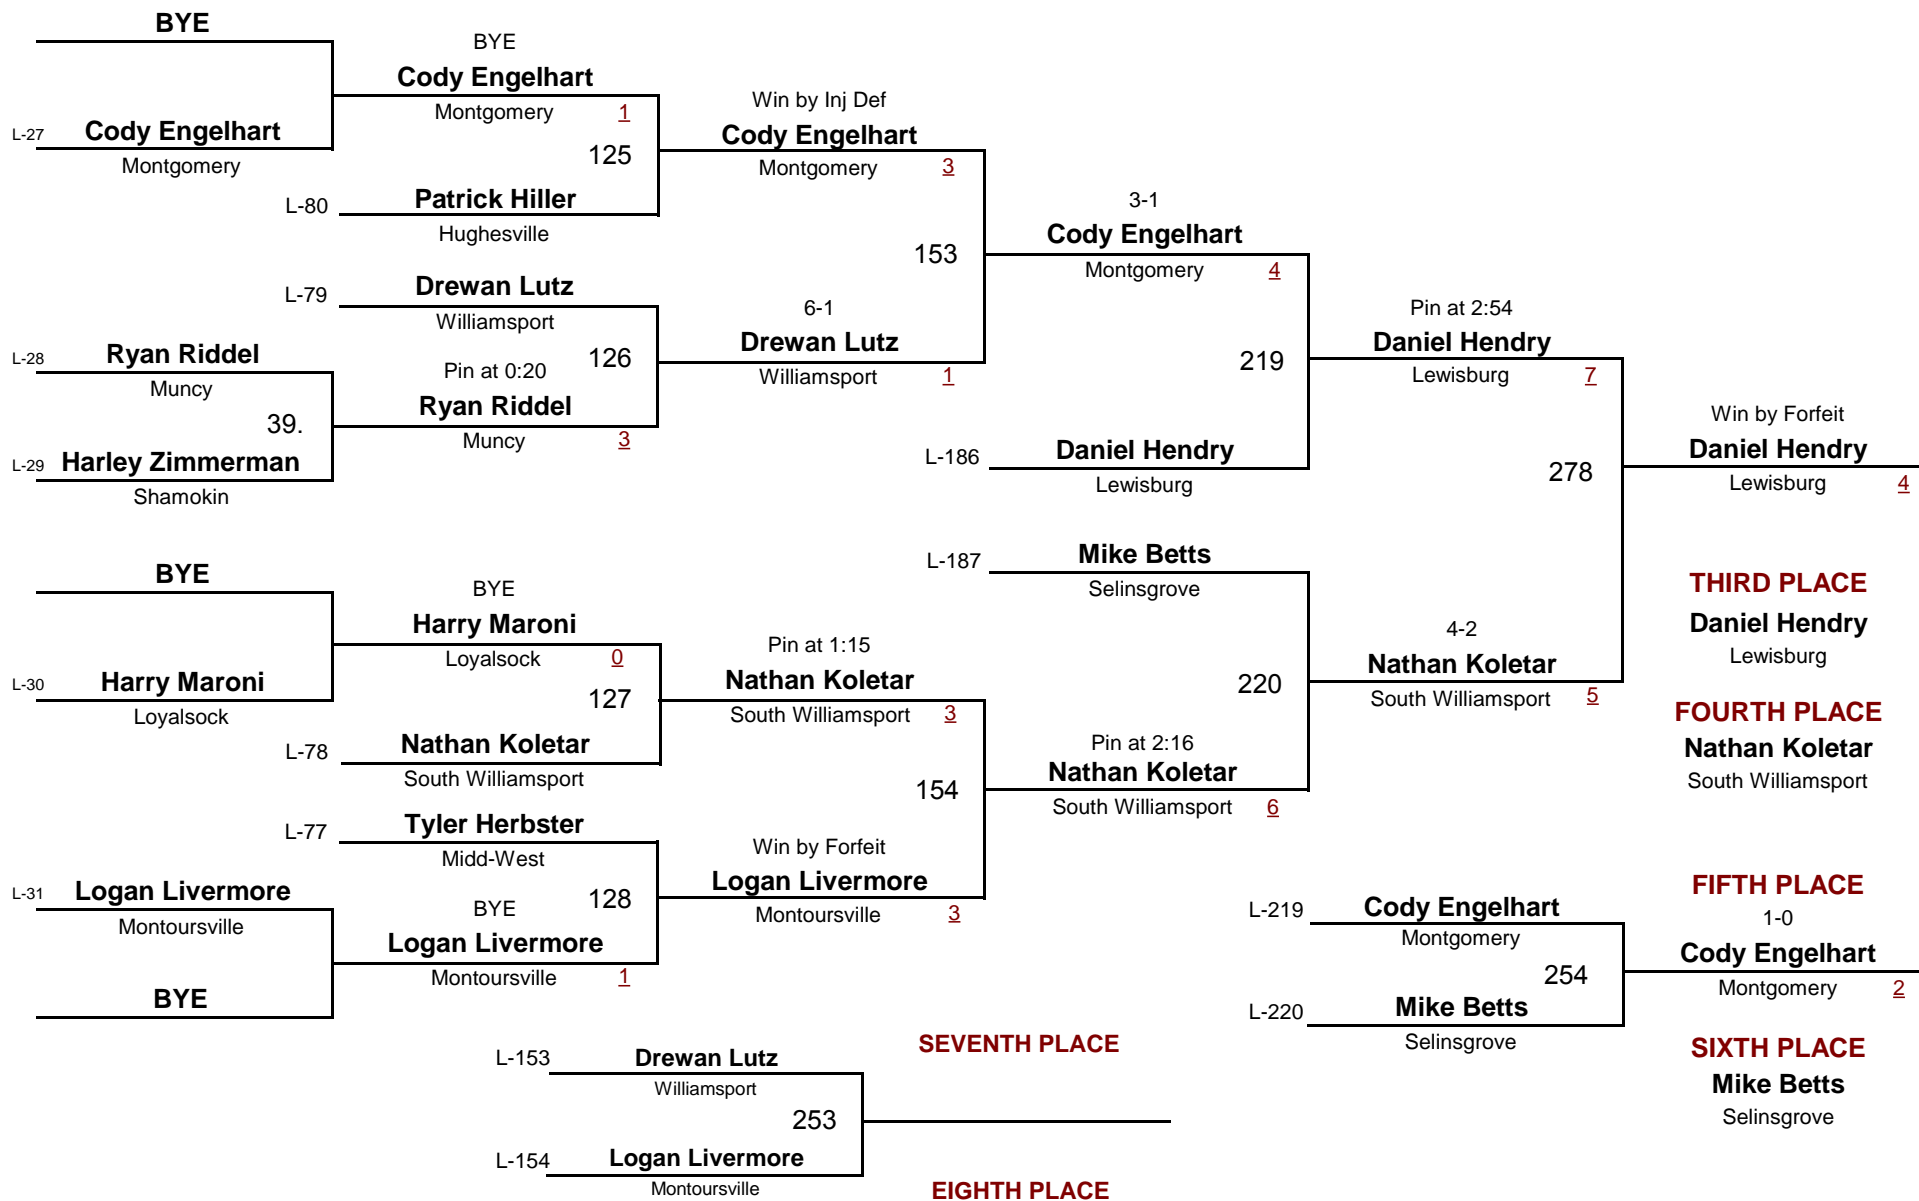 BYE
BYE
Cody Engelhart
Montgomery 1
L-27 Cody Engelhart
Montgomery
125
L-80 Patrick Hiller
Hughesville
Win by Inj Def
Cody Engelhart
Montgomery 3
L-79 Drewan Lutz
Williamsport
L-28 Ryan Riddel
Muncy
39.
L-29 Harley Zimmerman
Shamokin
Pin at 0:20
Ryan Riddel
Muncy 3
126
6-1
Drewan Lutz
Williamsport 1
153
3-1
Cody Engelhart
Montgomery 4
219
L-186 Daniel Hendry
Lewisburg
Pin at 2:54
Daniel Hendry
Lewisburg 7
278
Win by Forfeit
Daniel Hendry
Lewisburg 4
BYE
BYE
Harry Maroni
Loyalsock 0
L-30 Harry Maroni
Loyalsock
127
L-78 Nathan Koletar
South Williamsport
Pin at 1:15
Nathan Koletar
South Williamsport 3
L-77 Tyler Herbster
Midd-West
L-31 Logan Livermore
Montoursville
BYE
BYE
Logan Livermore
Montoursville 1
128
Win by Forfeit
Logan Livermore
Montoursville 3
154
L-187 Mike Betts
Selinsgrove
220
Pin at 2:16
Nathan Koletar
South Williamsport 6
4-2
Nathan Koletar
South Williamsport 5
THIRD PLACE
Daniel Hendry
Lewisburg
FOURTH PLACE
Nathan Koletar
South Williamsport
L-219 Cody Engelhart
Montgomery
254
L-220 Mike Betts
Selinsgrove
FIFTH PLACE
1-0
Cody Engelhart
Montgomery 2
SIXTH PLACE
Mike Betts
Selinsgrove
L-153 Drewan Lutz
Williamsport
253
L-154 Logan Livermore
Montoursville
SEVENTH PLACE
EIGHTH PLACE